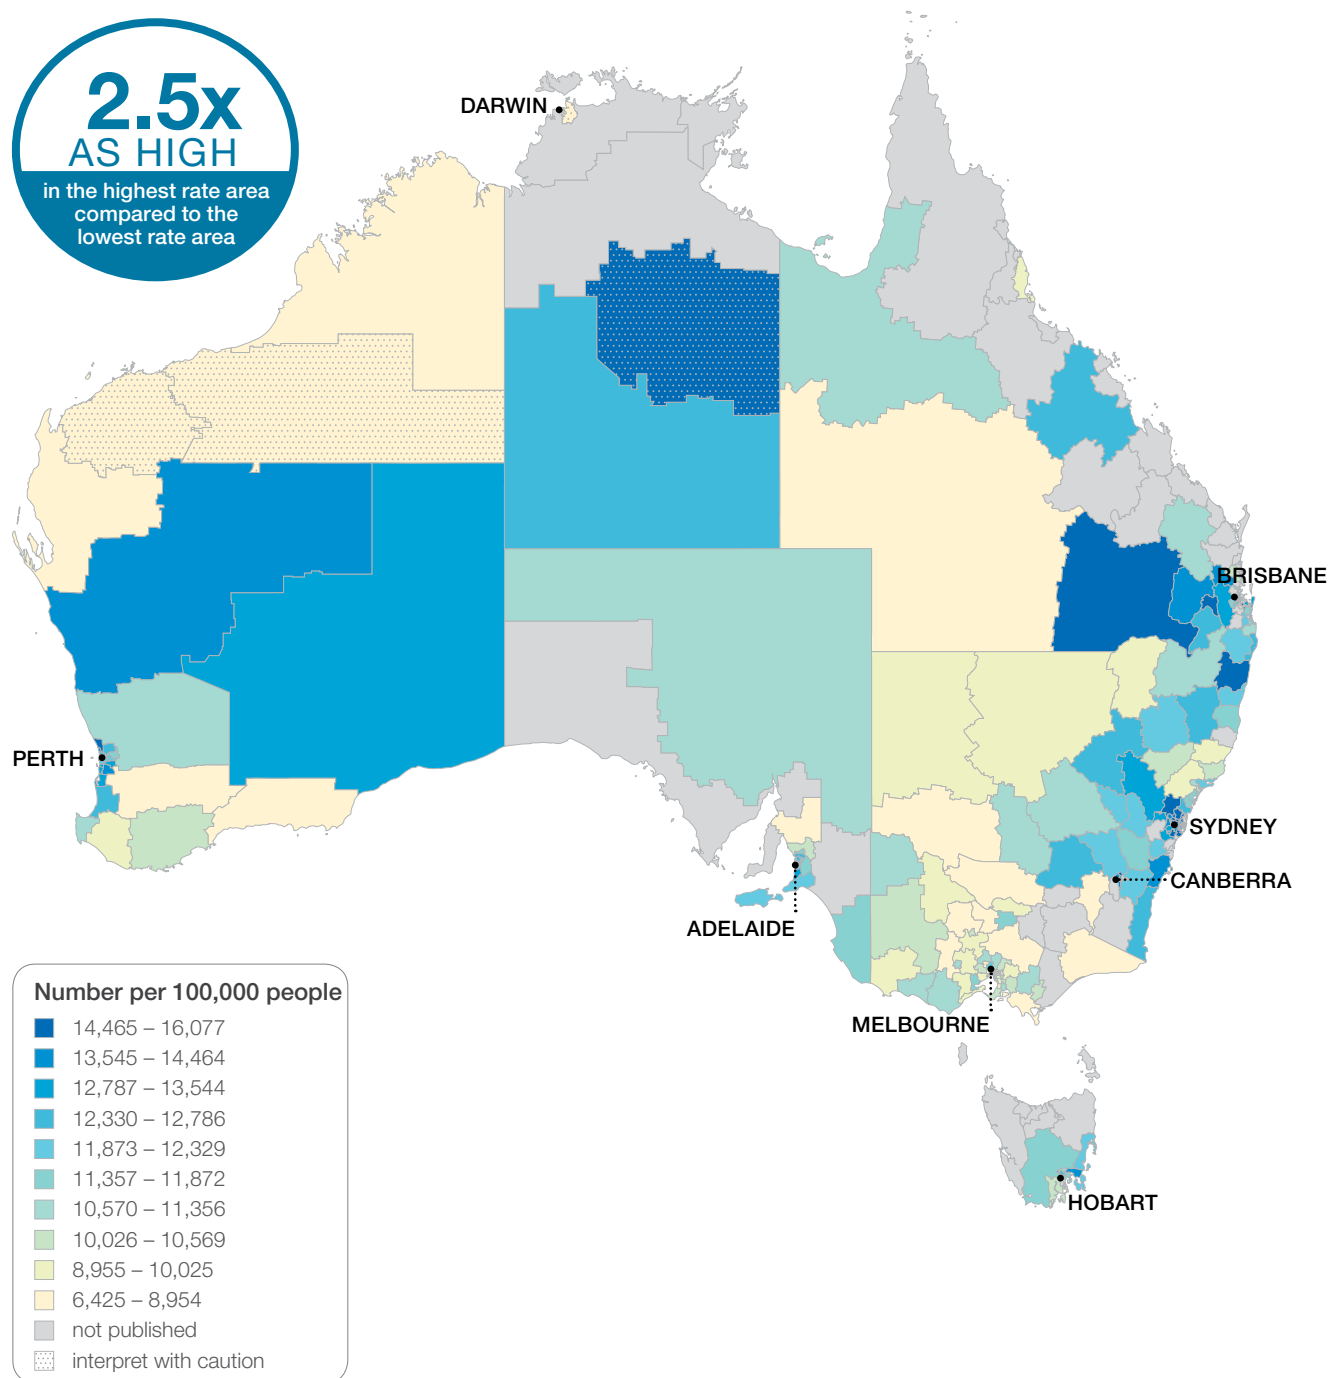 2.5x
AS HIGH
in the highest rate area
compared to the
lowest rate area
DARWIN
BRISBANE
PERTH
SYDNEY
CANBERRA
ADELAIDE
MELBOURNE
HOBART
Number per 100,000 people
14,465 – 16,077
13,545 – 14,464
12,787 – 13,544
12,330 – 12,786
11,873 – 12,329
11,357 – 11,872
10,570 – 11,356
10,026 – 10,569
8,955 – 10,025
6,425 – 8,954
not published
interpret with caution